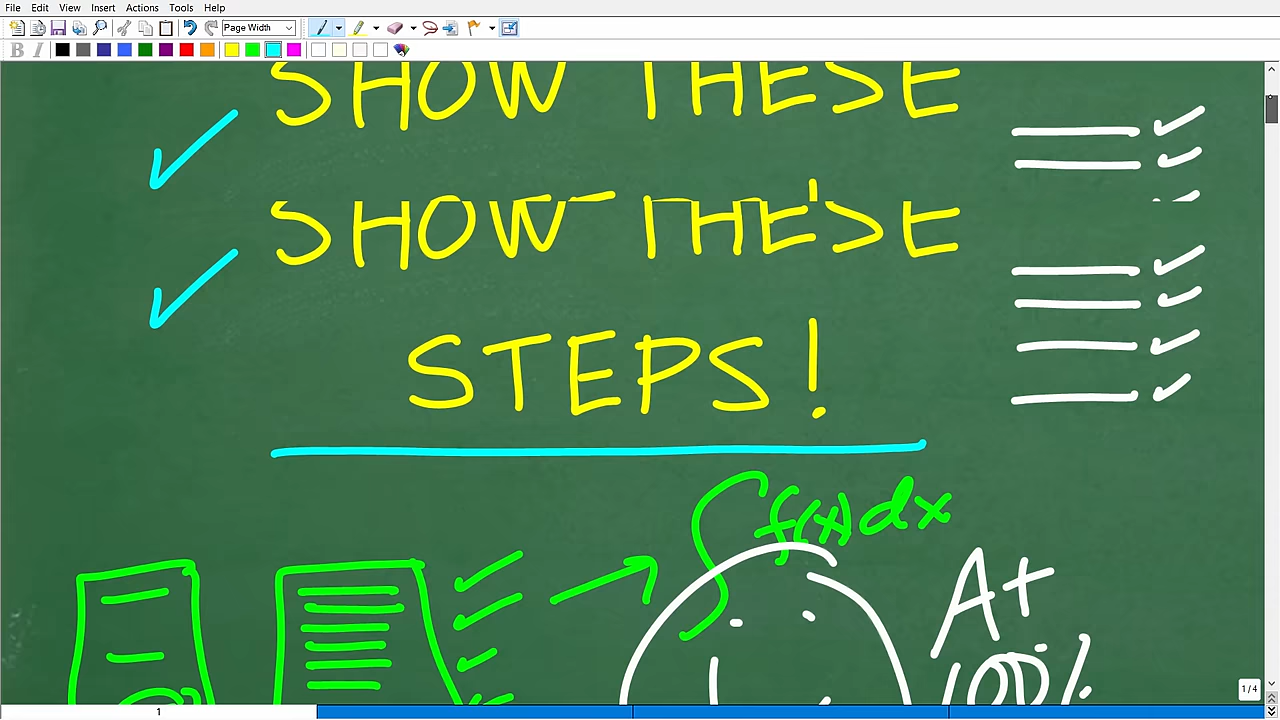 File Edit View Insert Actions Tools Help
Page Width
B I
SHOW THESE
SHOW THESE
STEPS!
∫f(x)dx
A+
100%
1/4
1